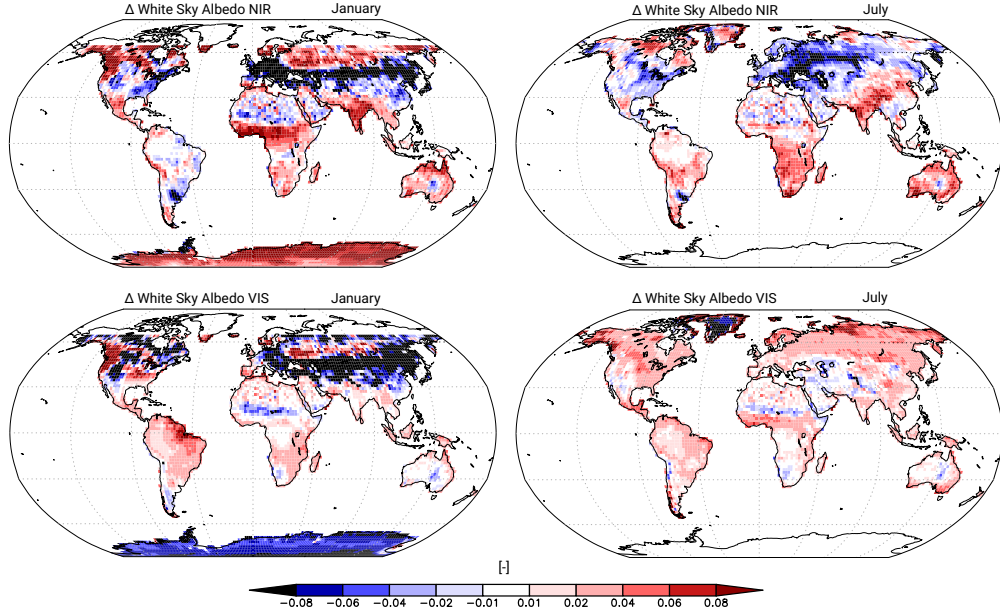 Δ White Sky Albedo NIR January
Δ White Sky Albedo NIR July
Δ White Sky Albedo VIS January
Δ White Sky Albedo VIS July
[-]
−0.08 −0.06 −0.04 −0.02 −0.01 0.01 0.02 0.04 0.06 0.08